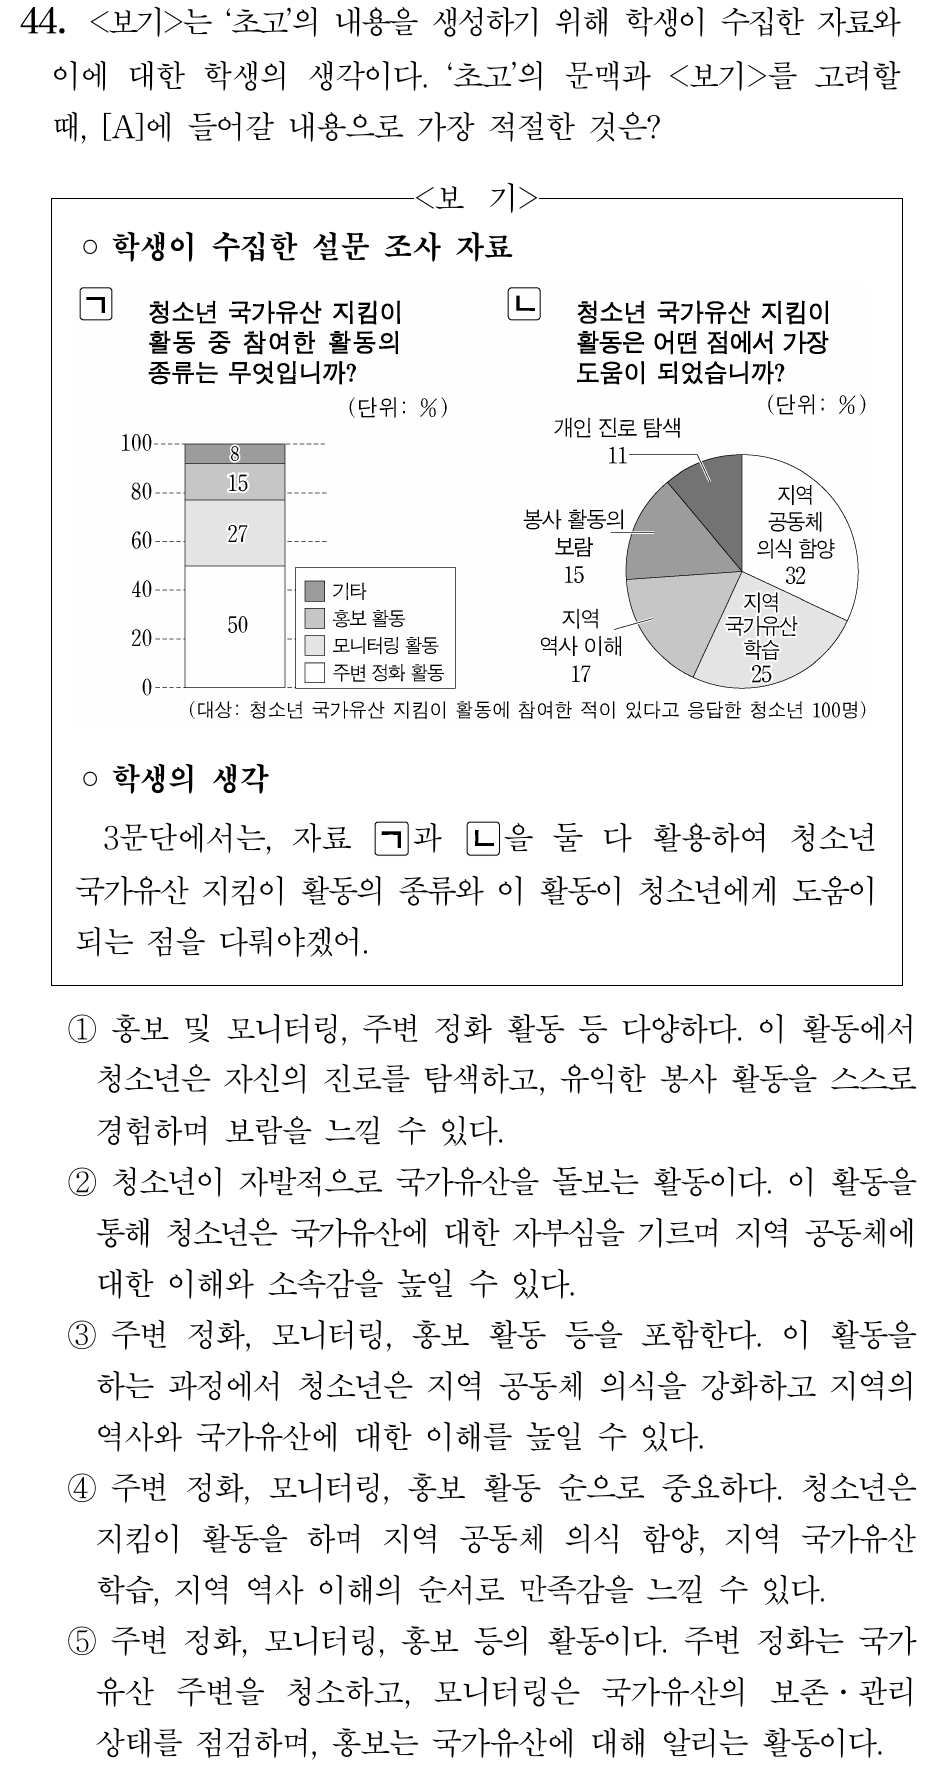 44. <보기>는 ‘초고’의 내용을 생성하기 위해 학생이 수집한 자료와
이에 대한 학생의 생각이다. ‘초고’의 문맥과 <보기>를 고려할
때, [A]에 들어갈 내용으로 가장 적절한 것은?
<보 기>
○ 학생이 수집한 설문 조사 자료
ㄱ 청소년 국가유산 지킴이
활동 중 참여한 활동의
종류는 무엇입니까?
(단위: %)
100
80
60
40
20
0
8
15
27
50
기타
홍보 활동
모니터링 활동
주변 정화 활동
ㄴ 청소년 국가유산 지킴이
활동은 어떤 점에서 가장
도움이 되었습니까?
(단위: %)
개인 진로 탐색
11
봉사 활동의
보람
15
지역
역사 이해
17
지역
공동체
의식 함양
32
지역
국가유산
학습
25
(대상: 청소년 국가유산 지킴이 활동에 참여한 적이 있다고 응답한 청소년 100명)
○ 학생의 생각
3문단에서는, 자료 ㄱ과 ㄴ을 둘 다 활용하여 청소년
국가유산 지킴이 활동의 종류와 이 활동이 청소년에게 도움이
되는 점을 다뤄야겠어.
① 홍보 및 모니터링, 주변 정화 활동 등 다양하다. 이 활동에서
청소년은 자신의 진로를 탐색하고, 유익한 봉사 활동을 스스로
경험하며 보람을 느낄 수 있다.
② 청소년이 자발적으로 국가유산을 돌보는 활동이다. 이 활동을
통해 청소년은 국가유산에 대한 자부심을 기르며 지역 공동체에
대한 이해와 소속감을 높일 수 있다.
③ 주변 정화, 모니터링, 홍보 활동 등을 포함한다. 이 활동을
하는 과정에서 청소년은 지역 공동체 의식을 강화하고 지역의
역사와 국가유산에 대한 이해를 높일 수 있다.
④ 주변 정화, 모니터링, 홍보 활동 순으로 중요하다. 청소년은
지킴이 활동을 하며 지역 공동체 의식 함양, 지역 국가유산
학습, 지역 역사 이해의 순서로 만족감을 느낄 수 있다.
⑤ 주변 정화, 모니터링, 홍보 등의 활동이다. 주변 정화는 국가
유산 주변을 청소하고, 모니터링은 국가유산의 보존・관리
상태를 점검하며, 홍보는 국가유산에 대해 알리는 활동이다.